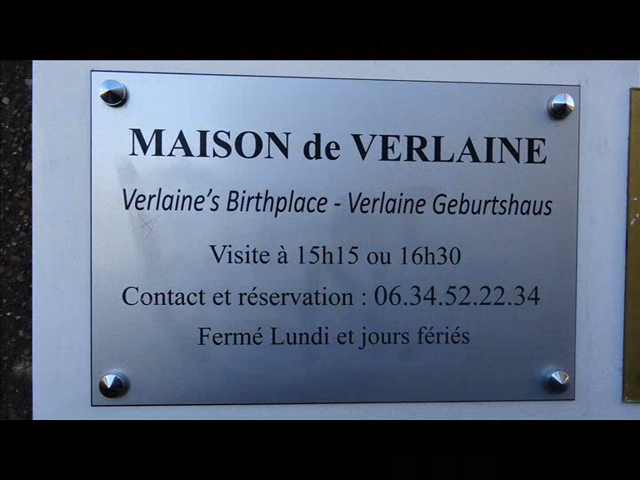 MAISON de VERLAINE
Verlaine's Birthplace - Verlaine Geburtshaus
Visite à 15h15 ou 16h30
Contact et réservation : 06.34.52.22.34
Fermé Lundi et jours fériés